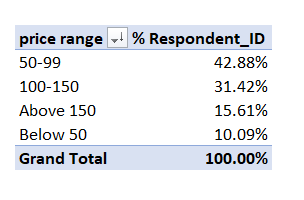 price range % Respondent_ID
50-99 42.88%
100-150 31.42%
Above 150 15.61%
Below 50 10.09%
Grand Total 100.00%